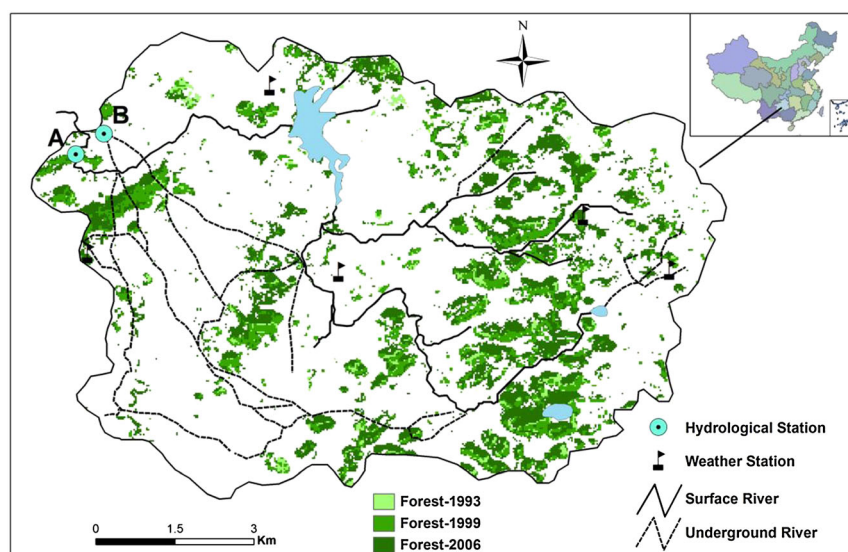 N
A
B
Hydrological Station
Weather Station
Surface River
Underground River
Forest-1993
Forest-1999
Forest-2006
0 1.5 3
Km